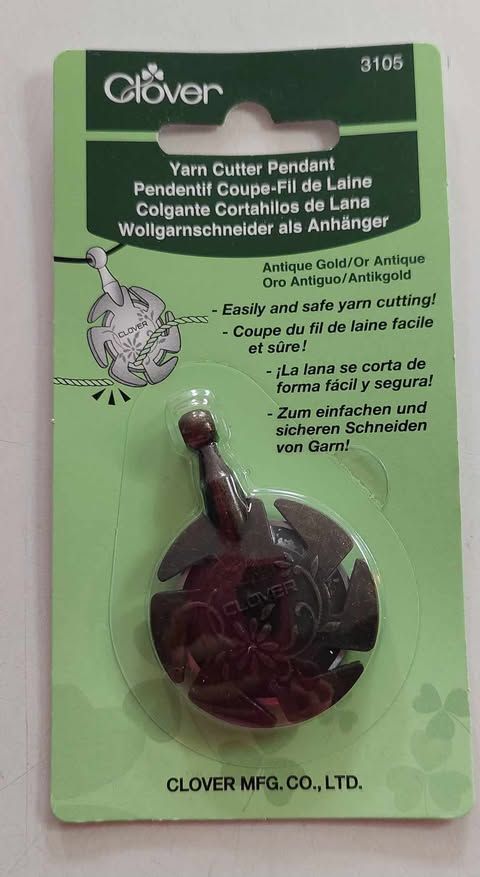 Clover
3105
Yarn Cutter Pendant
Pendentif Coupe-Fil de Laine
Colgante Cortahilos de Lana
Wollgarnschneider als Anhänger
Antique Gold/Or Antique
Oro Antiguo/Antikgold
- Easily and safe yarn cutting!
- Coupe du fil de laine facile
et sûre!
- ¡La lana se corta de
forma fácil y segura!
- Zum einfachen und
sicheren Schneiden
von Garn!
CLOVER
CLOVER
CLOVER MFG. CO., LTD.